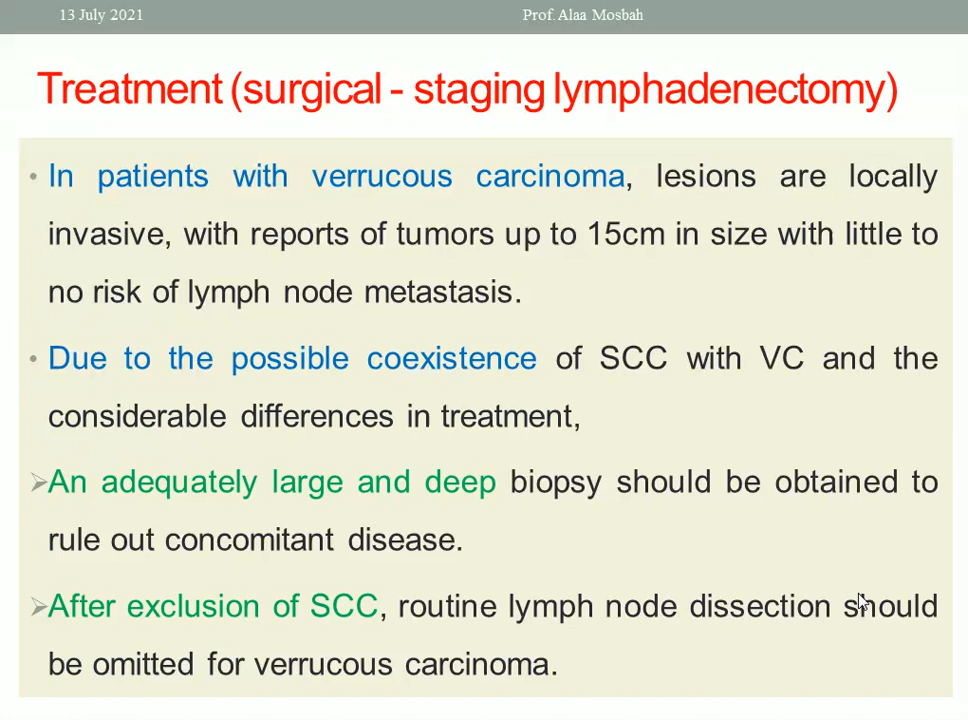 13 July 2021 Prof. Alaa Mosbah
Treatment (surgical - staging lymphadenectomy)
• In patients with verrucous carcinoma, lesions are locally
invasive, with reports of tumors up to 15cm in size with little to
no risk of lymph node metastasis.
• Due to the possible coexistence of SCC with VC and the
considerable differences in treatment,
➢ An adequately large and deep biopsy should be obtained to
rule out concomitant disease.
➢ After exclusion of SCC, routine lymph node dissection should
be omitted for verrucous carcinoma.